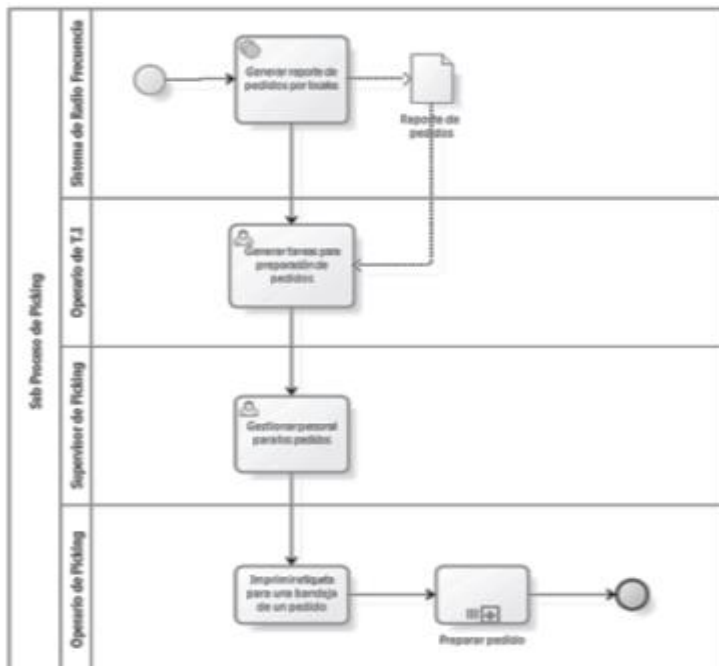 Sub Proceso de Picking
Sistema de Radio Frecuencia
Generar reporte de
pedidos por locales
Reporte de
pedidos
Operario de T.I
Generar tareas para
preparación de
pedidos
Supervisor de Picking
Gestionar personal
para los pedidos
Operario de Picking
Imprimir etiqueta
para una bandeja
de un pedido
Preparar pedido